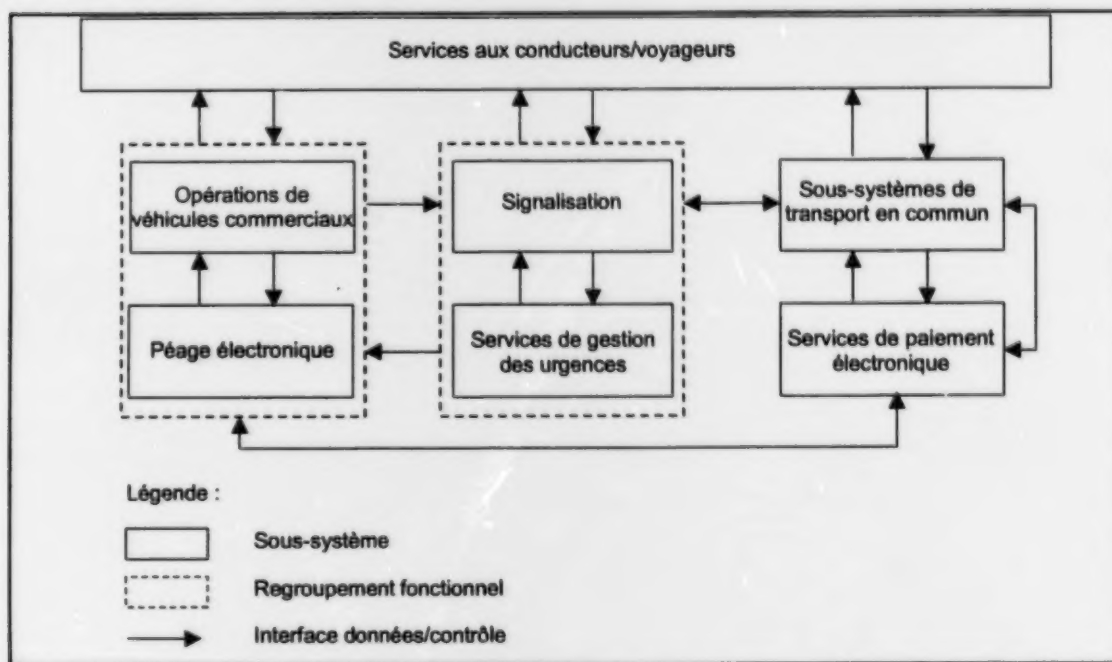 Services aux conducteurs/voyageurs
Opérations de
véhicules commerciaux
Signalisation
Sous-systèmes de
transport en commun
Péage électronique
Services de gestion
des urgences
Services de paiement
électronique
Légende :
Sous-système
Regroupement fonctionnel
Interface données/contrôle